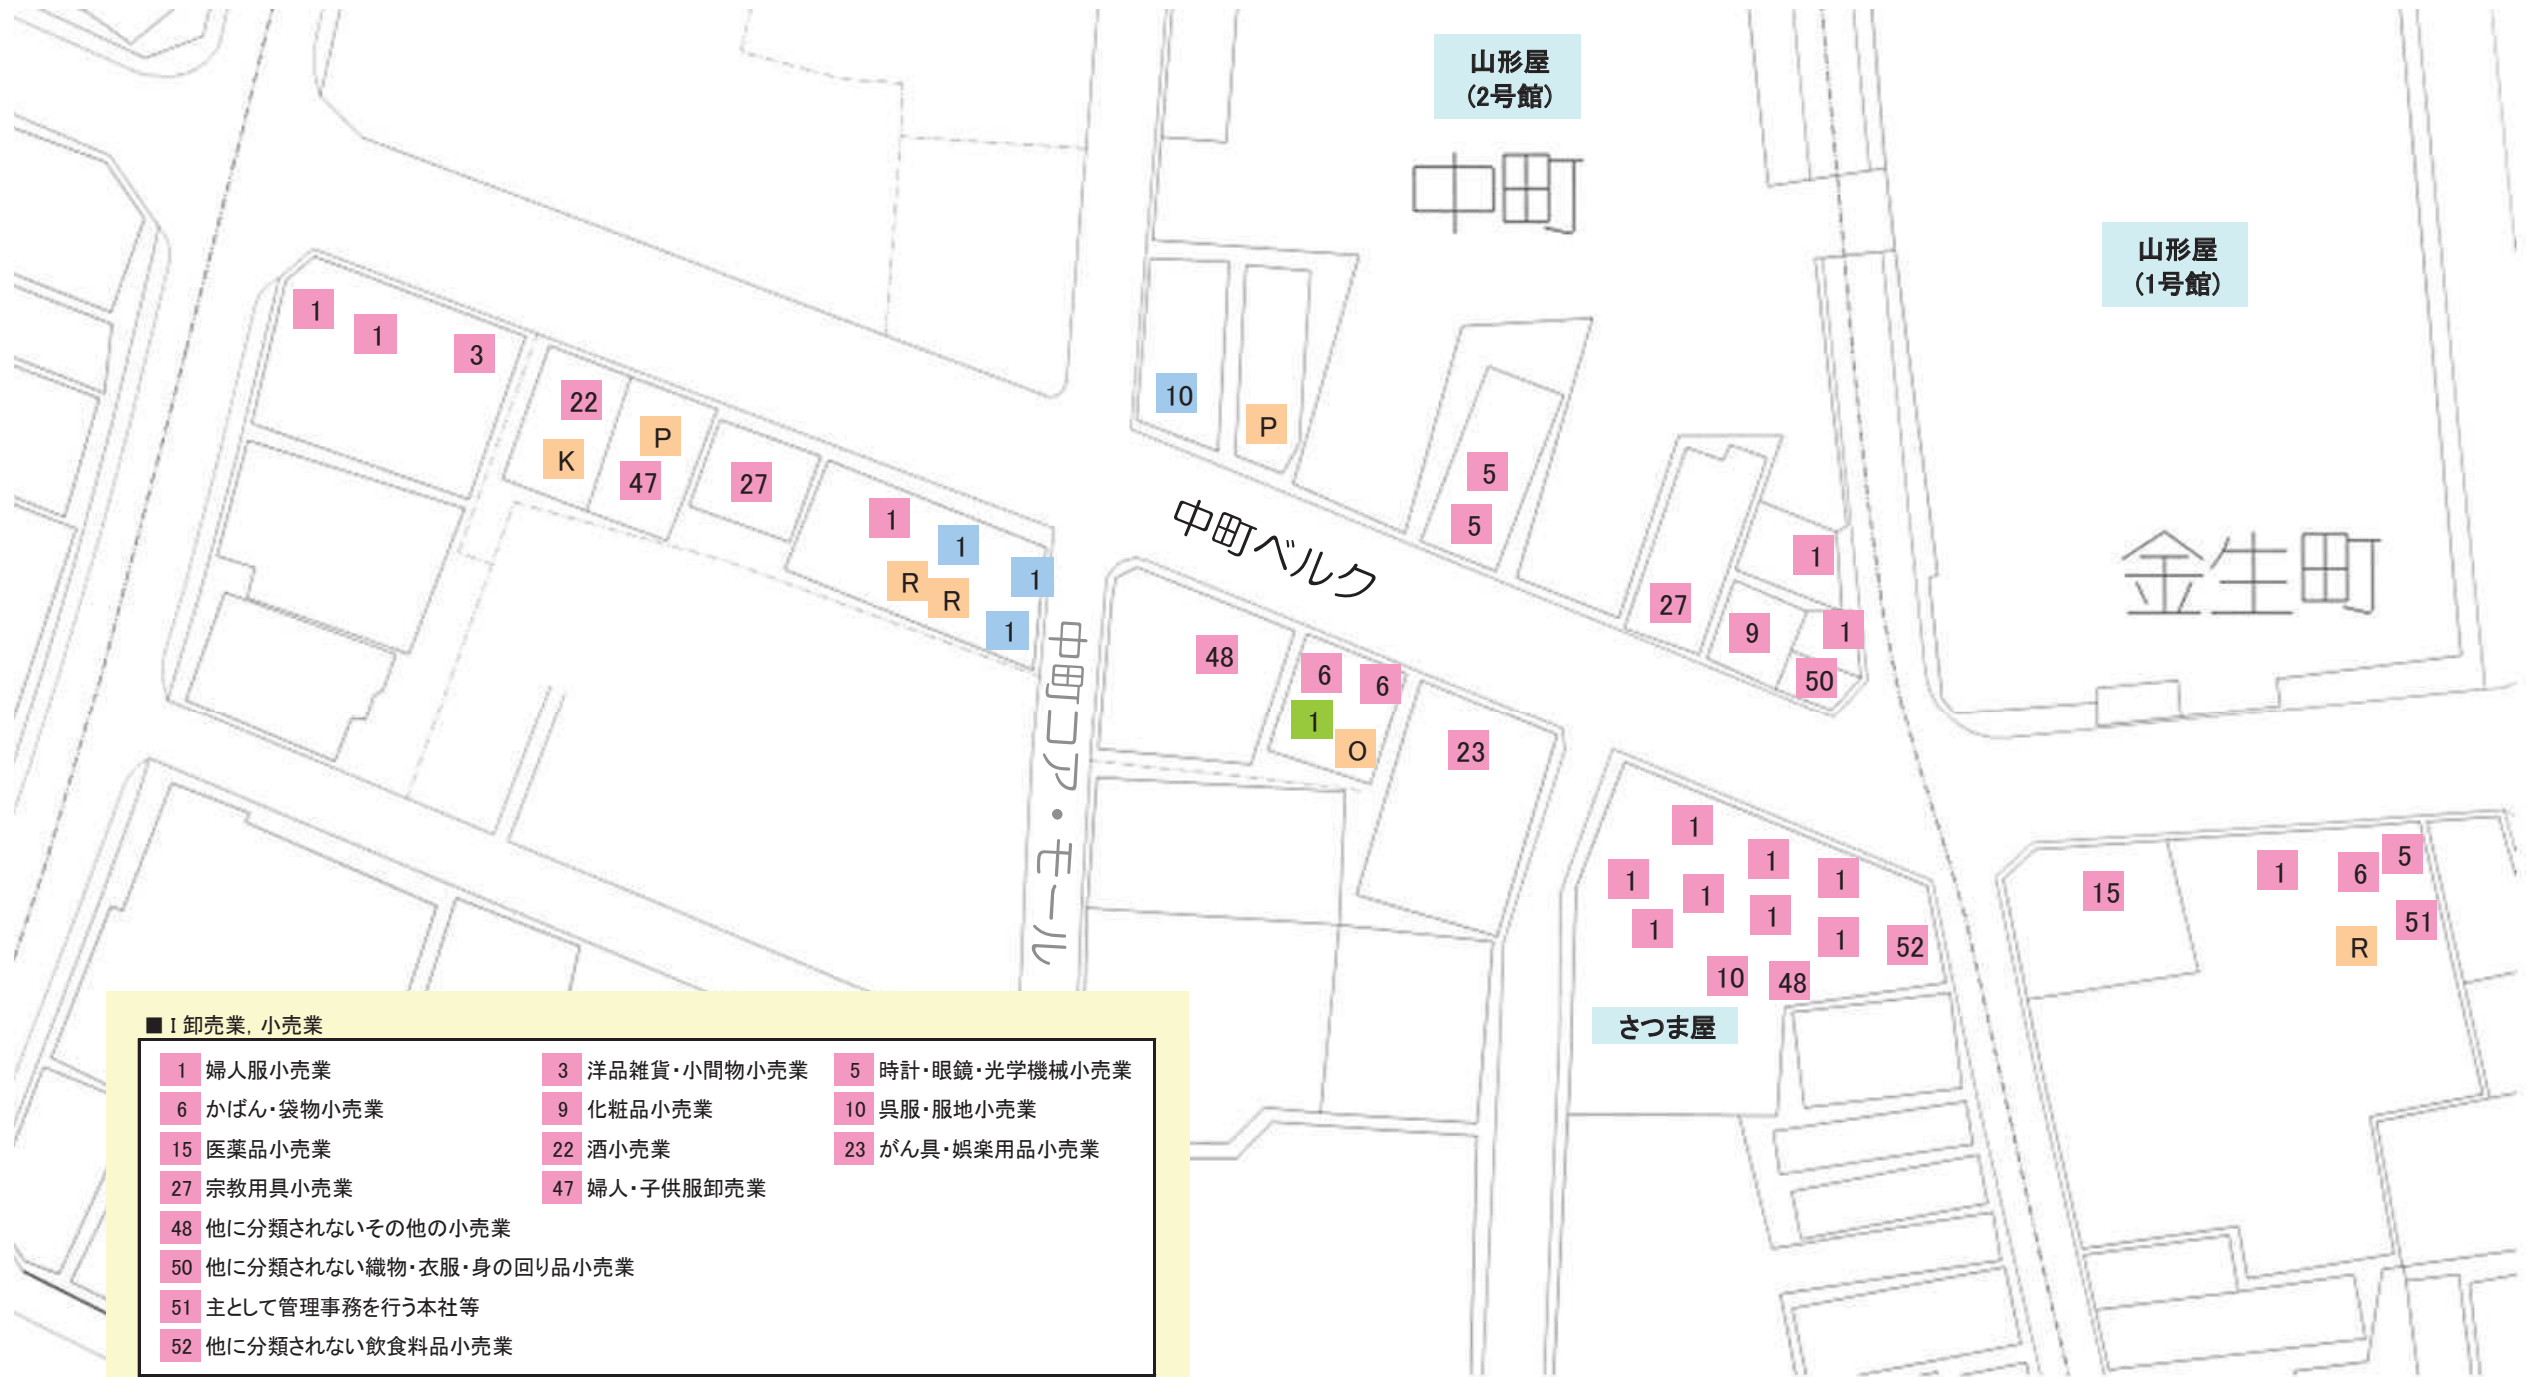 山形屋
(2号館)
中町
山形屋
(1号館)
1
1
3
22
K
P
47
27
1
1
1
R
R
1
10
P
5
5
27
1
9
1
50
中町ベルク
金生町
中町コア・モール
48
6
6
1
O
23
1
1
1
1
1
1
1
1
52
10
48
さつま屋
15
1
6
5
51
R
■ I 卸売業, 小売業
1 婦人服小売業 3 洋品雑貨・小間物小売業 5 時計・眼鏡・光学機械小売業
6 かばん・袋物小売業 9 化粧品小売業 10 呉服・服地小売業
15 医薬品小売業 22 酒小売業 23 がん具・娯楽用品小売業
27 宗教用具小売業 47 婦人・子供服卸売業
48 他に分類されないその他の小売業
50 他に分類されない織物・衣服・身の回り品小売業
51 主として管理事務を行う本社等
52 他に分類されない飲食料品小売業